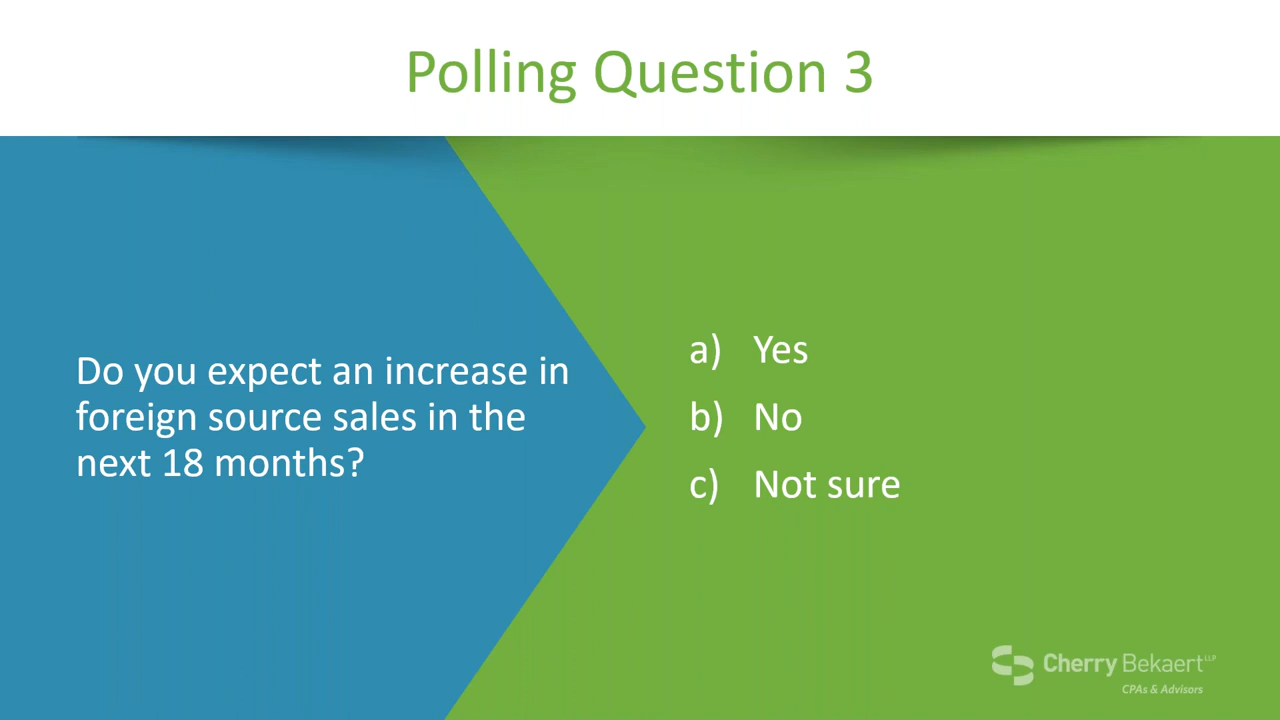 Polling Question 3
Do you expect an increase in
foreign source sales in the
next 18 months?
a) Yes
b) No
c) Not sure
Cherry Bekaert LLP
CPAs & Advisors